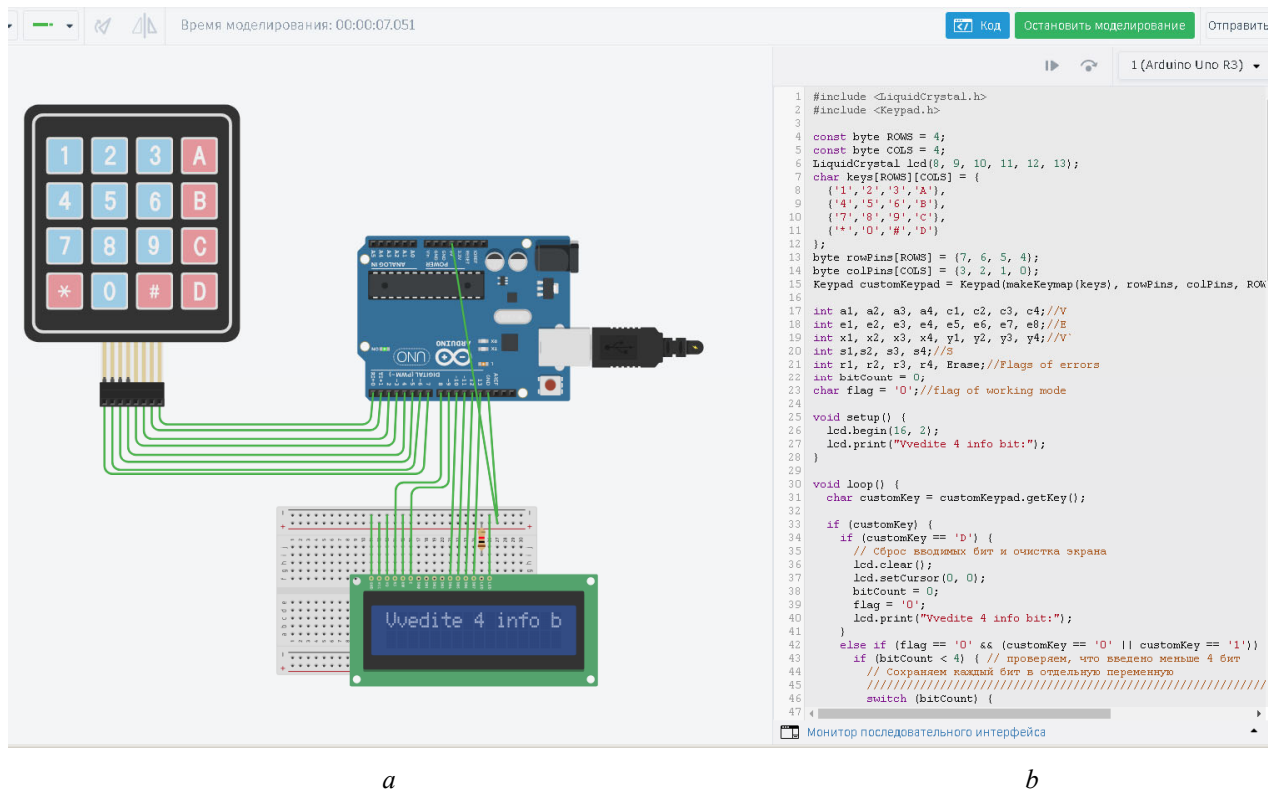 Время моделирования: 00:00:07.051
Код
Остановить моделирование
Отправить
1 (Arduino Uno R3)
1 2 3 A
4 5 6 B
7 8 9 C
* 0 # D
ANALOG IN
POWER
ARDUINO
UNO
DIGITAL (PWM~)
Vvedite 4 info b
1 #include <LiquidCrystal.h>
2 #include <Keypad.h>
3
4 const byte ROWS = 4;
5 const byte COLS = 4;
6 LiquidCrystal lcd(8, 9, 10, 11, 12, 13);
7 char keys[ROWS][COLS] = {
8 {'1','2','3','A'},
9 {'4','5','6','B'},
10 {'7','8','9','C'},
11 {'*','0','#','D'}
12 };
13 byte rowPins[ROWS] = {7, 6, 5, 4};
14 byte colPins[COLS] = {3, 2, 1, 0};
15 Keypad customKeypad = Keypad(makeKeymap(keys), rowPins, colPins, ROW
16
17 int a1, a2, a3, a4, c1, c2, c3, c4;//V
18 int e1, e2, e3, e4, e5, e6, e7, e8;//E
19 int x1, x2, x3, x4, y1, y2, y3, y4;//V`
20 int s1,s2, s3, s4;//S
21 int r1, r2, r3, r4, Erase;//Flags of errors
22 int bitCount = 0;
23 char flag = '0';//flag of working mode
24
25 void setup() {
26 lcd.begin(16, 2);
27 lcd.print("Vvedite 4 info bit:");
28 }
29
30 void loop() {
31 char customKey = customKeypad.getKey();
32
33 if (customKey) {
34 if (customKey == 'D') {
35 // Сброс вводимых бит и очистка экрана
36 lcd.clear();
37 lcd.setCursor(0, 0);
38 bitCount = 0;
39 flag = '0';
40 lcd.print("Vvedite 4 info bit:");
41 }
42 else if (flag == '0' && (customKey == '0' || customKey == '1'))
43 if (bitCount < 4) { // проверяем, что введено меньше 4 бит
44 // Сохраняем каждый бит в отдельную переменную
45 ////////////////////////////////////////////////////////////
46 switch (bitCount) {
47
Монитор последовательного интерфейса
a
b